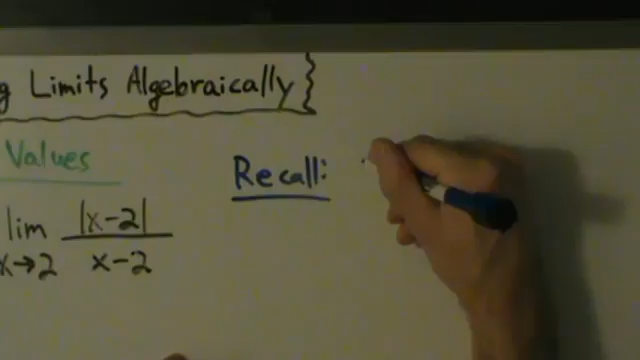 g Limits Algebraically
Values
Recall:
lim |x-2|
x→2 x-2